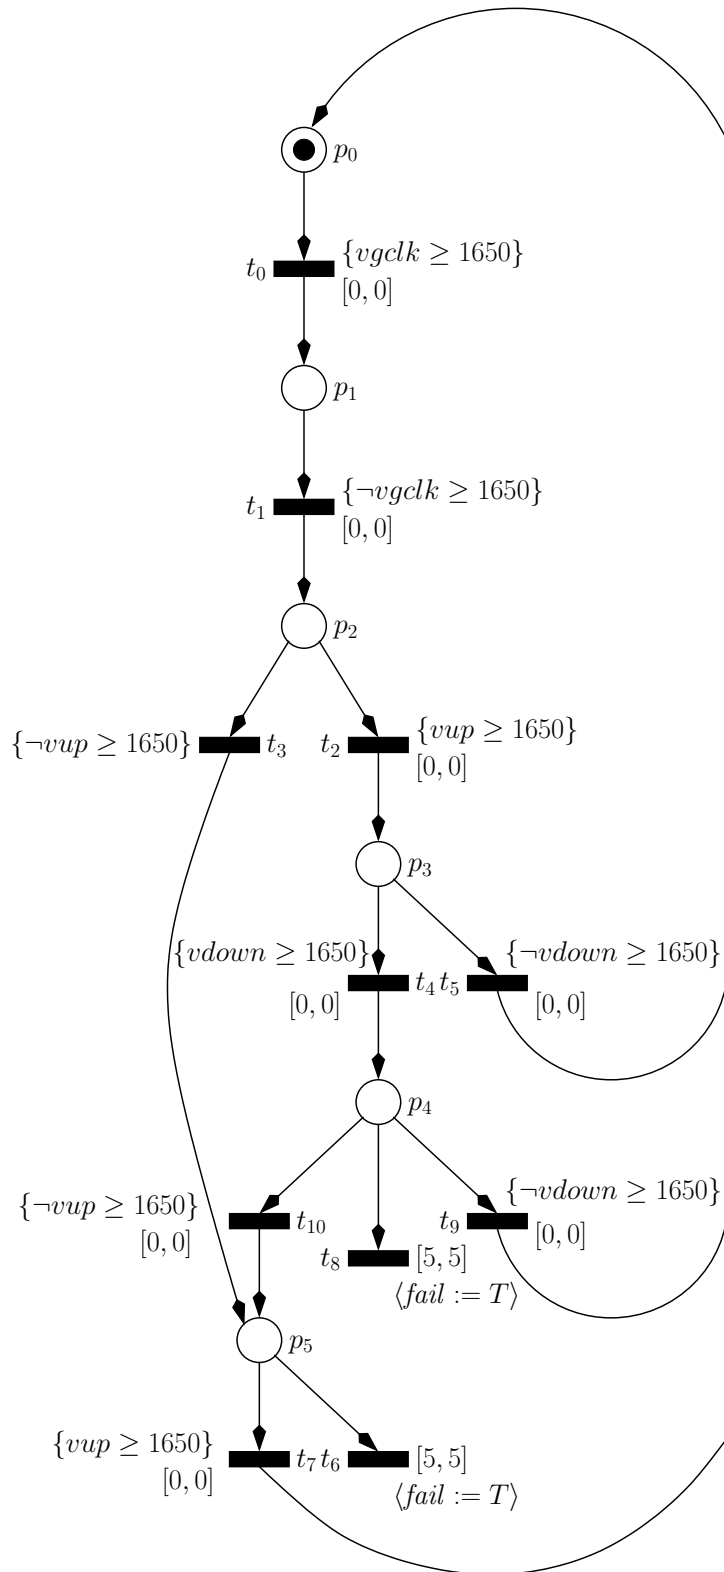 p₀
t₀ {vgclk ≥ 1650}
[0, 0]
p₁
t₁ {¬vgclk ≥ 1650}
[0, 0]
p₂
{¬vup ≥ 1650} t₃ t₂ {vup ≥ 1650}
[0, 0]
p₃
{vdown ≥ 1650} {¬vdown ≥ 1650}
[0, 0] t₄ t₅ [0, 0]
p₄
{¬vup ≥ 1650} {¬vdown ≥ 1650}
[0, 0] t₁₀ t₉ [0, 0]
t₈ [5, 5]
⟨fail := T⟩
p₅
{vup ≥ 1650}
[0, 0] t₇ t₆ [5, 5]
⟨fail := T⟩